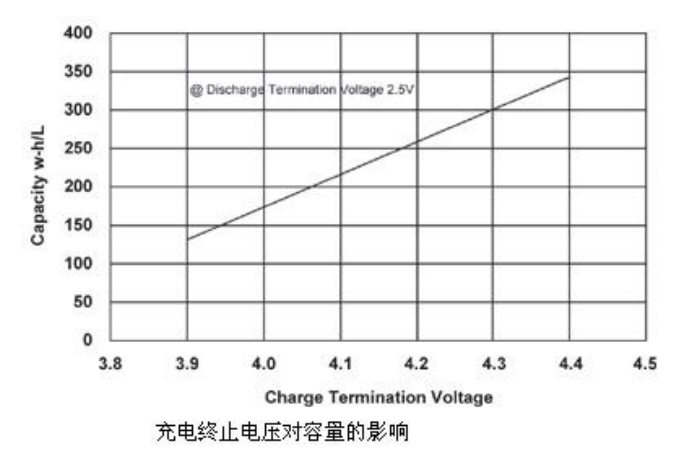 400
350
@ Discharge Termination Voltage 2.5V
300
250
200
150
100
50
0
Capacity w-h/L
3.8 3.9 4.0 4.1 4.2 4.3 4.4 4.5
Charge Termination Voltage
充电终止电压对容量的影响